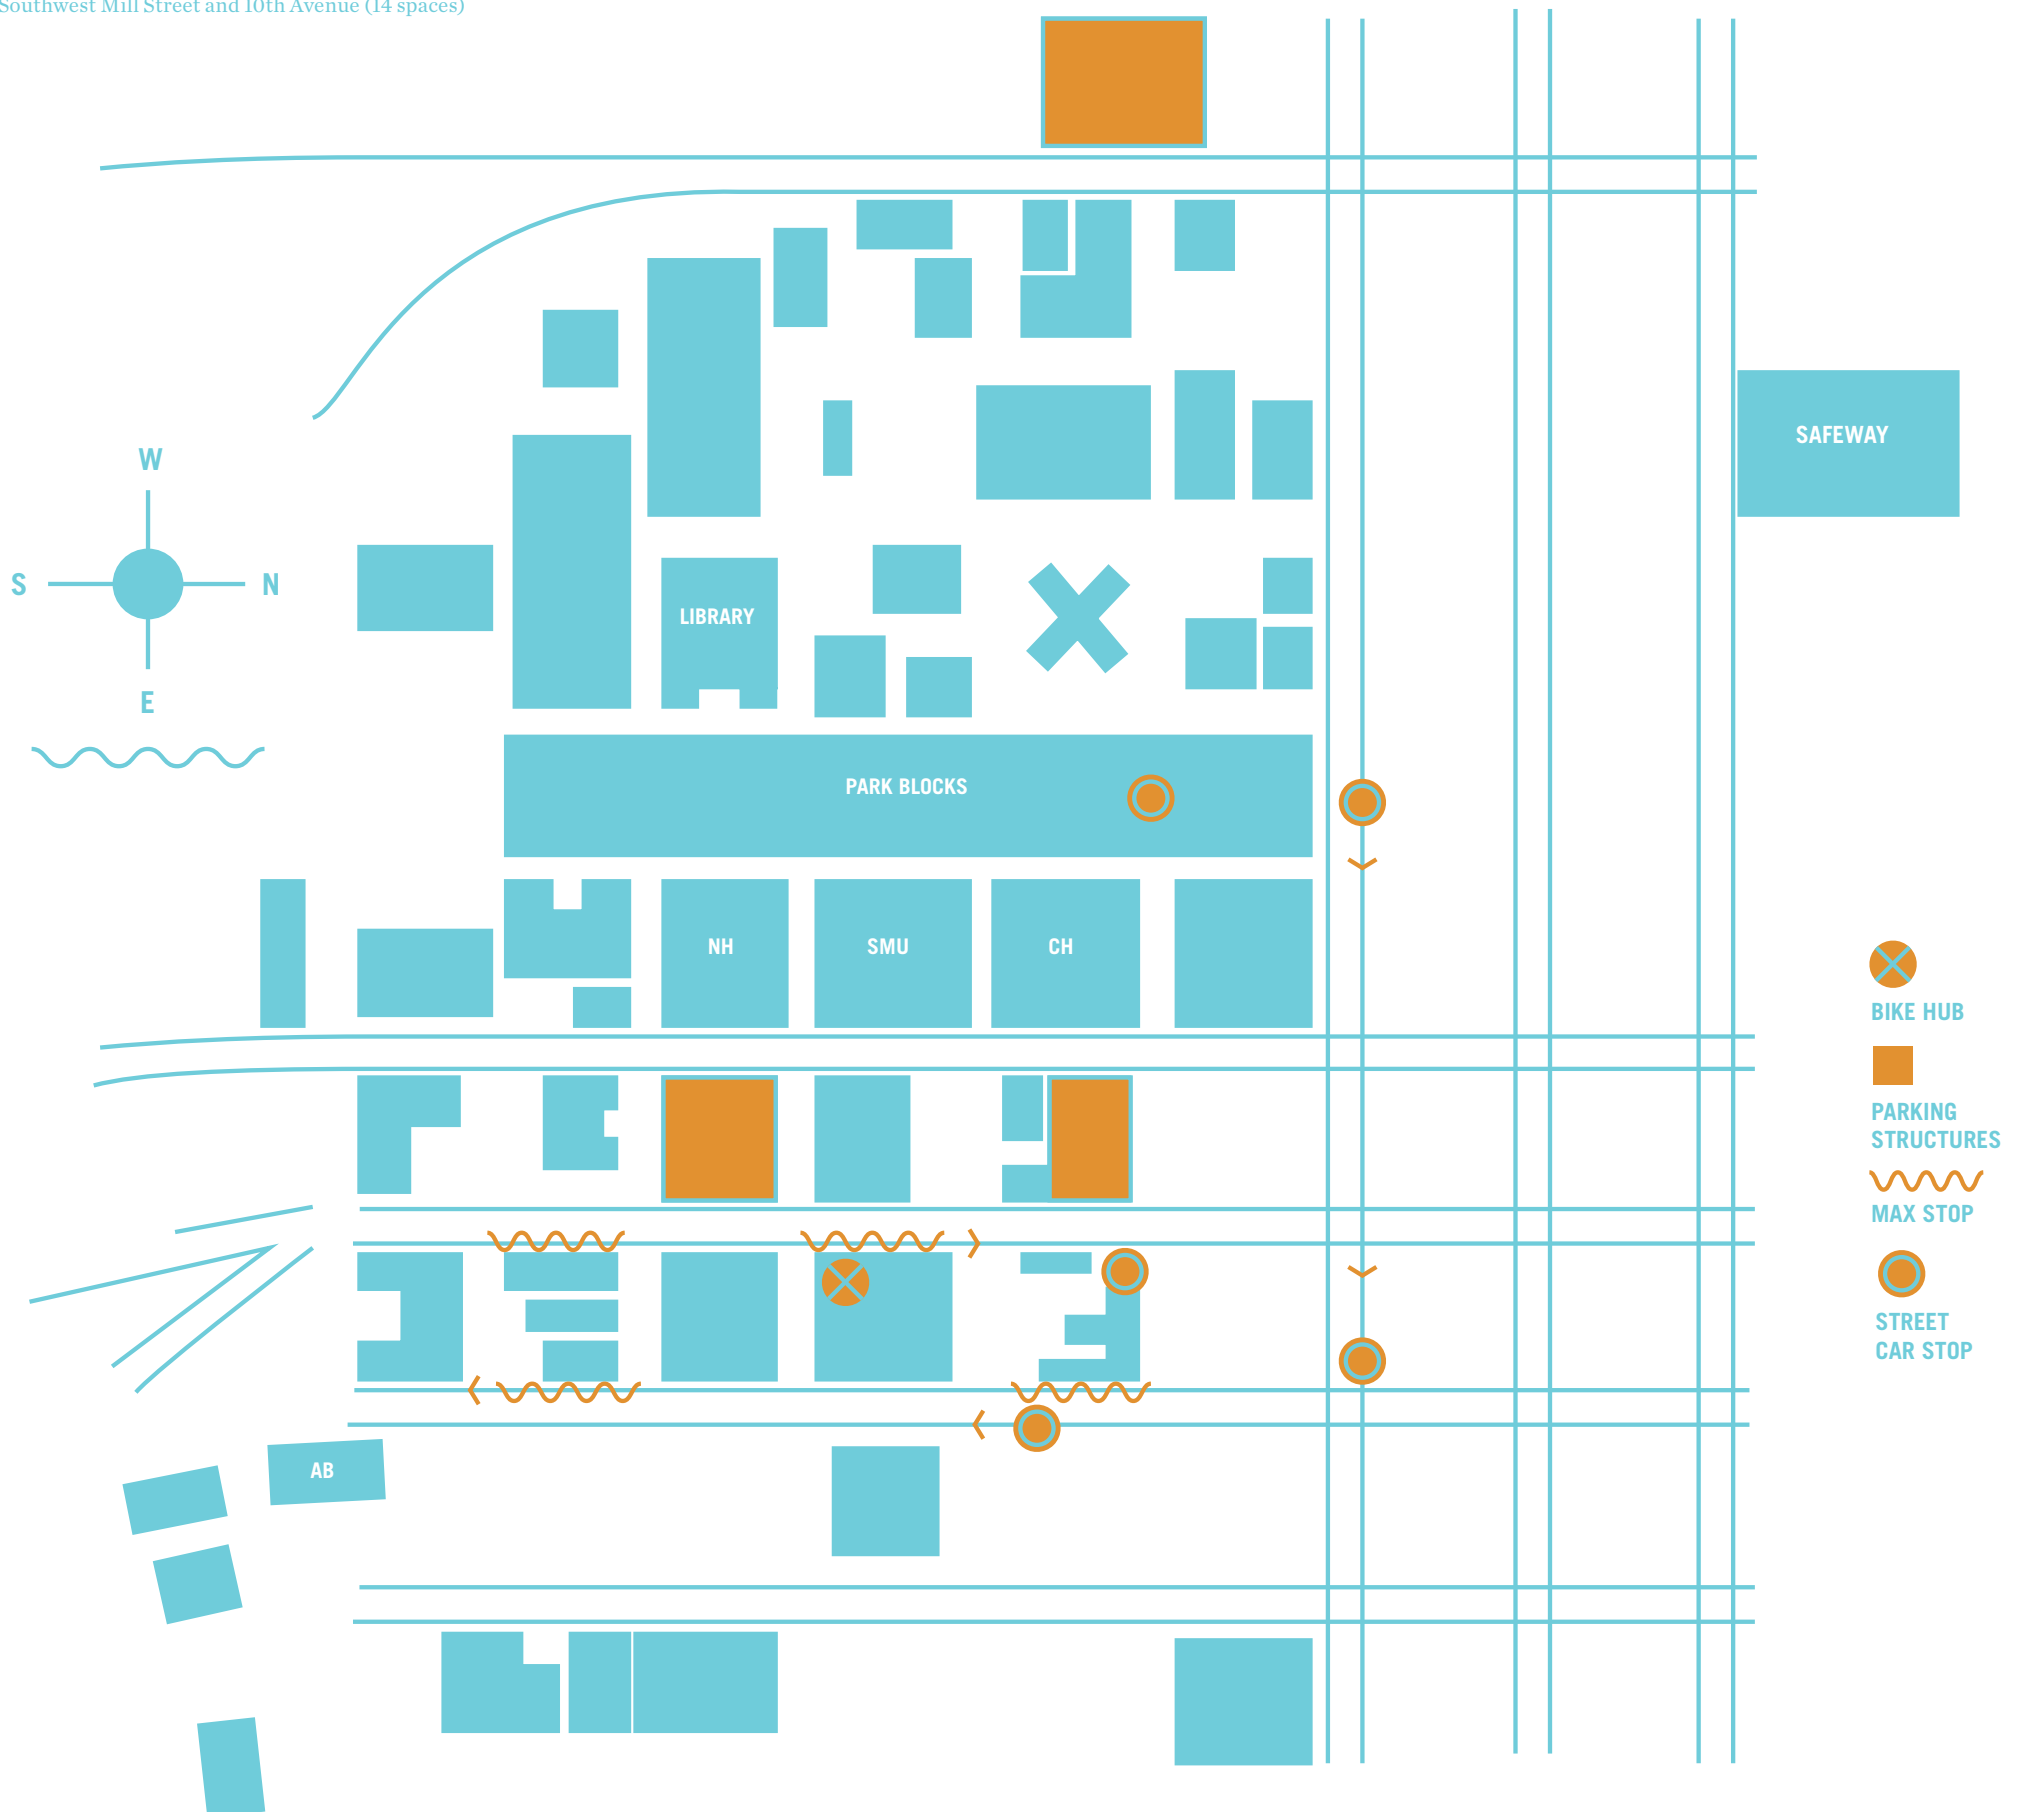 Southwest Mill Street and 10th Avenue (14 spaces)
W
S
N
E
SAFEWAY
LIBRARY
PARK BLOCKS
NH
SMU
CH
BIKE HUB
PARKING
STRUCTURES
MAX STOP
STREET
CAR STOP
AB